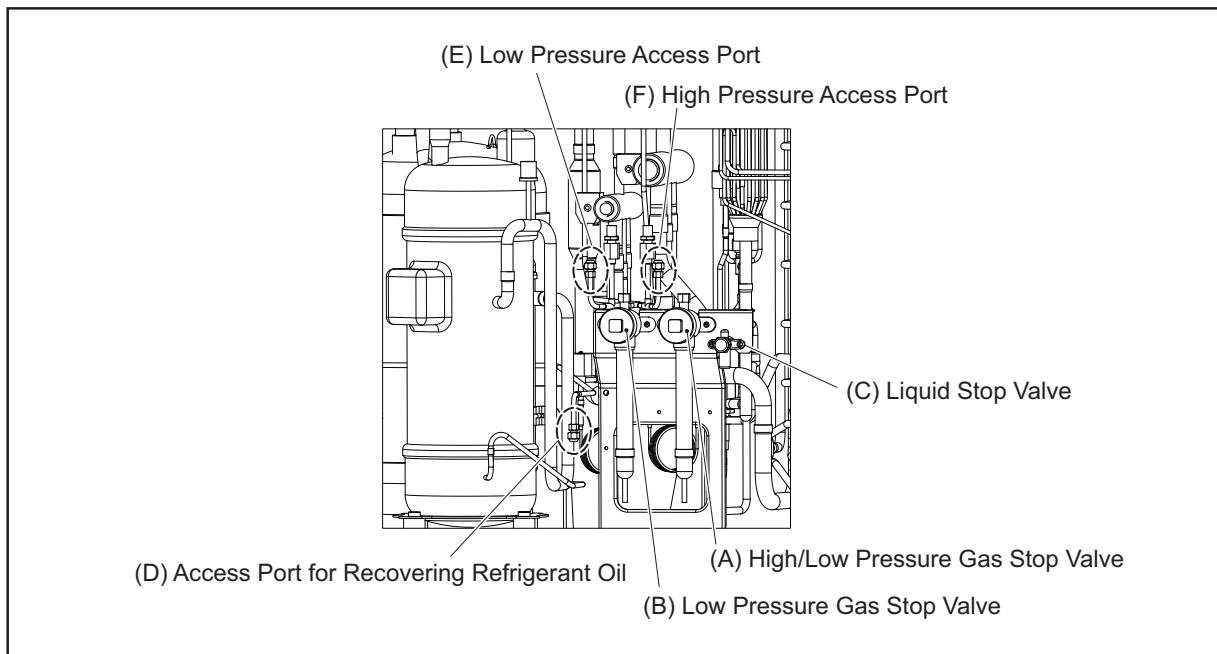 (E) Low Pressure Access Port
(F) High Pressure Access Port
(C) Liquid Stop Valve
(A) High/Low Pressure Gas Stop Valve
(D) Access Port for Recovering Refrigerant Oil
(B) Low Pressure Gas Stop Valve